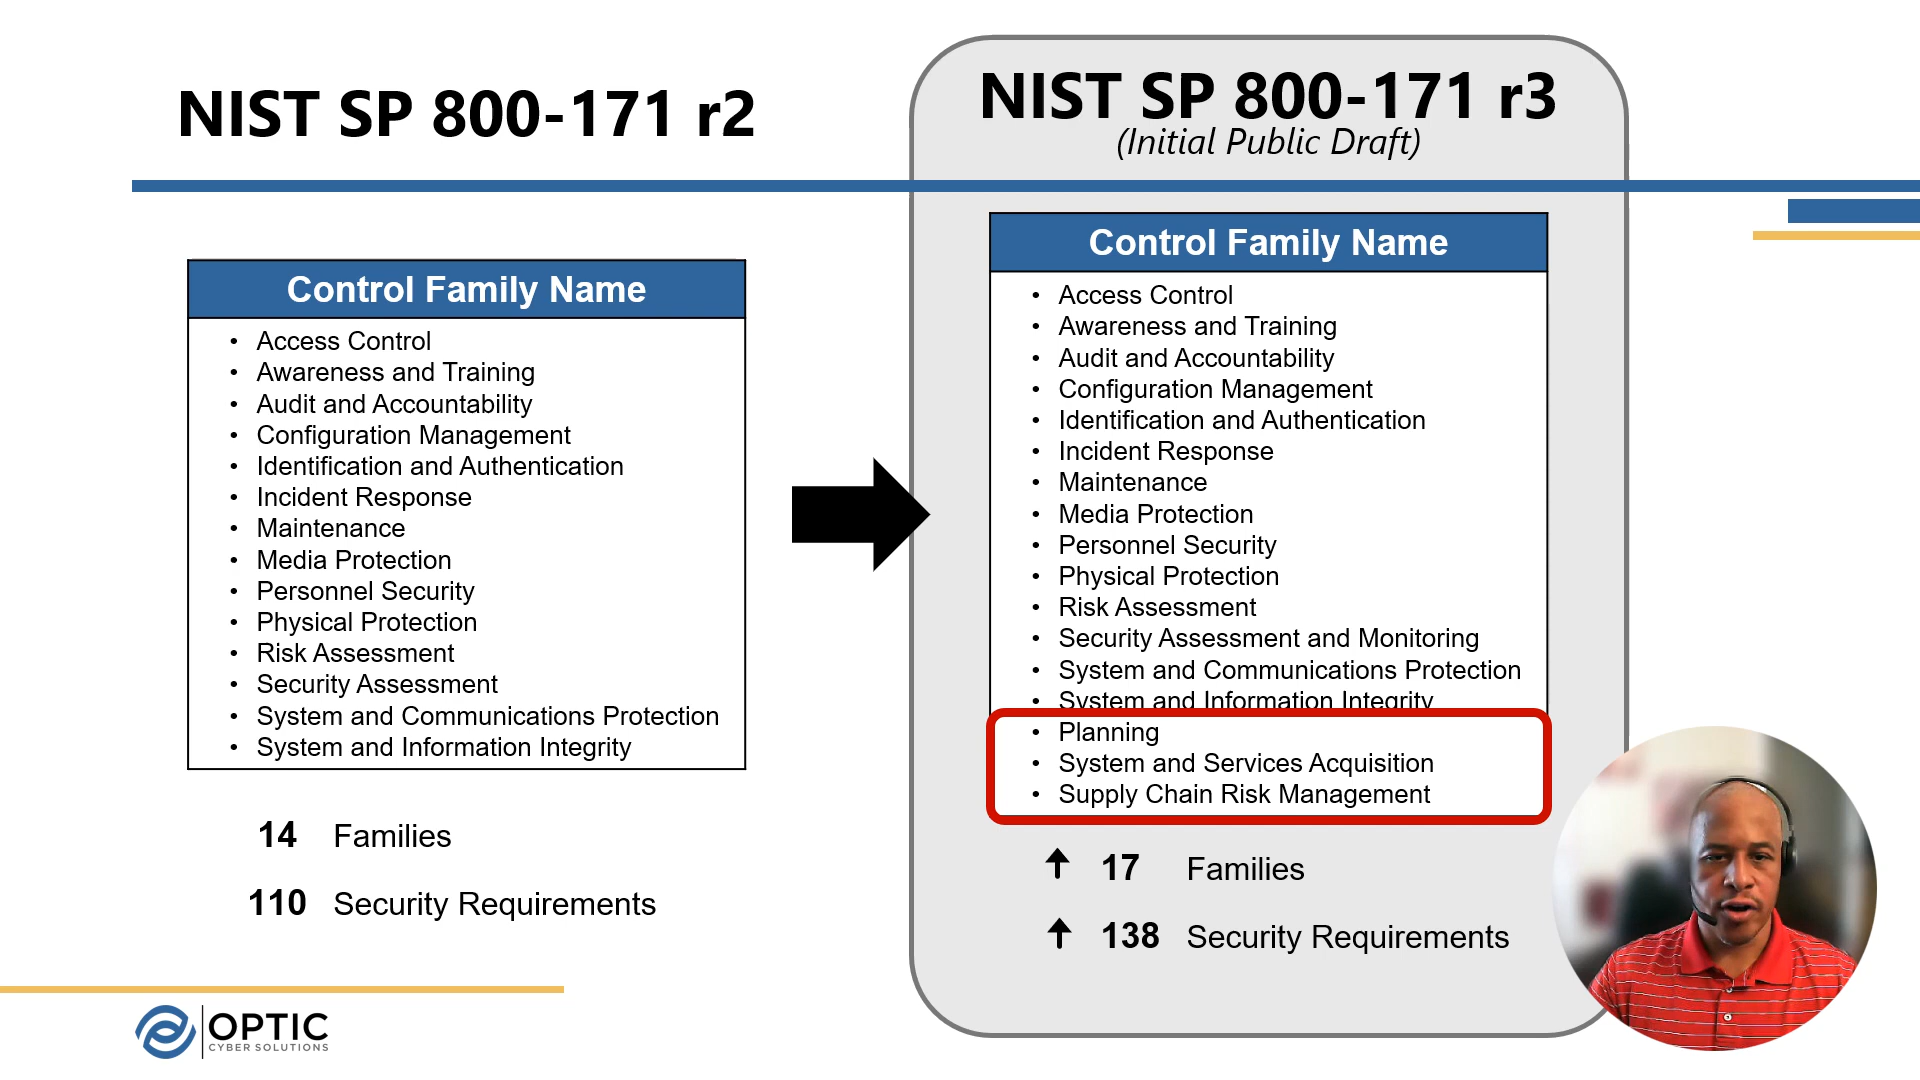 NIST SP 800-171 r2
Control Family Name
• Access Control
• Awareness and Training
• Audit and Accountability
• Configuration Management
• Identification and Authentication
• Incident Response
• Maintenance
• Media Protection
• Personnel Security
• Physical Protection
• Risk Assessment
• Security Assessment
• System and Communications Protection
• System and Information Integrity
14 Families
110 Security Requirements
NIST SP 800-171 r3
(Initial Public Draft)
Control Family Name
• Access Control
• Awareness and Training
• Audit and Accountability
• Configuration Management
• Identification and Authentication
• Incident Response
• Maintenance
• Media Protection
• Personnel Security
• Physical Protection
• Risk Assessment
• Security Assessment and Monitoring
• System and Communications Protection
• System and Information Integrity
• Planning
• System and Services Acquisition
• Supply Chain Risk Management
17 Families
138 Security Requirements
OPTIC
CYBER SOLUTIONS